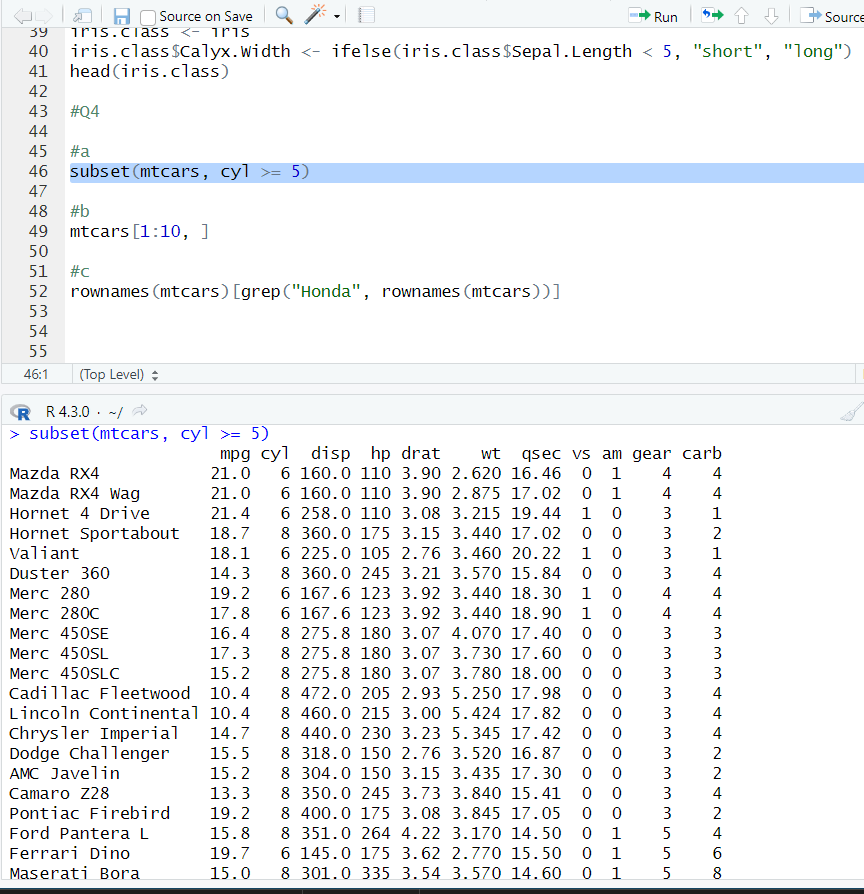 Source on Save Run Source
39 iris.class <- iris
40 iris.class$Calyx.Width <- ifelse(iris.class$Sepal.Length < 5, "short", "long")
41 head(iris.class)
42
43 #Q4
44
45 #a
46 subset(mtcars, cyl >= 5)
47
48 #b
49 mtcars[1:10, ]
50
51 #c
52 rownames(mtcars)[grep("Honda", rownames(mtcars))]
53
54
55
46:1 (Top Level)
R R 4.3.0 · ~/
> subset(mtcars, cyl >= 5)
mpg cyl disp hp drat wt qsec vs am gear carb
Mazda RX4 21.0 6 160.0 110 3.90 2.620 16.46 0 1 4 4
Mazda RX4 Wag 21.0 6 160.0 110 3.90 2.875 17.02 0 1 4 4
Hornet 4 Drive 21.4 6 258.0 110 3.08 3.215 19.44 1 0 3 1
Hornet Sportabout 18.7 8 360.0 175 3.15 3.440 17.02 0 0 3 2
Valiant 18.1 6 225.0 105 2.76 3.460 20.22 1 0 3 1
Duster 360 14.3 8 360.0 245 3.21 3.570 15.84 0 0 3 4
Merc 280 19.2 6 167.6 123 3.92 3.440 18.30 1 0 4 4
Merc 280C 17.8 6 167.6 123 3.92 3.440 18.90 1 0 4 4
Merc 450SE 16.4 8 275.8 180 3.07 4.070 17.40 0 0 3 3
Merc 450SL 17.3 8 275.8 180 3.07 3.730 17.60 0 0 3 3
Merc 450SLC 15.2 8 275.8 180 3.07 3.780 18.00 0 0 3 3
Cadillac Fleetwood 10.4 8 472.0 205 2.93 5.250 17.98 0 0 3 4
Lincoln Continental 10.4 8 460.0 215 3.00 5.424 17.82 0 0 3 4
Chrysler Imperial 14.7 8 440.0 230 3.23 5.345 17.42 0 0 3 4
Dodge Challenger 15.5 8 318.0 150 2.76 3.520 16.87 0 0 3 2
AMC Javelin 15.2 8 304.0 150 3.15 3.435 17.30 0 0 3 2
Camaro Z28 13.3 8 350.0 245 3.73 3.840 15.41 0 0 3 4
Pontiac Firebird 19.2 8 400.0 175 3.08 3.845 17.05 0 0 3 2
Ford Pantera L 15.8 8 351.0 264 4.22 3.170 14.50 0 1 5 4
Ferrari Dino 19.7 6 145.0 175 3.62 2.770 15.50 0 1 5 6
Maserati Bora 15.0 8 301.0 335 3.54 3.570 14.60 0 1 5 8